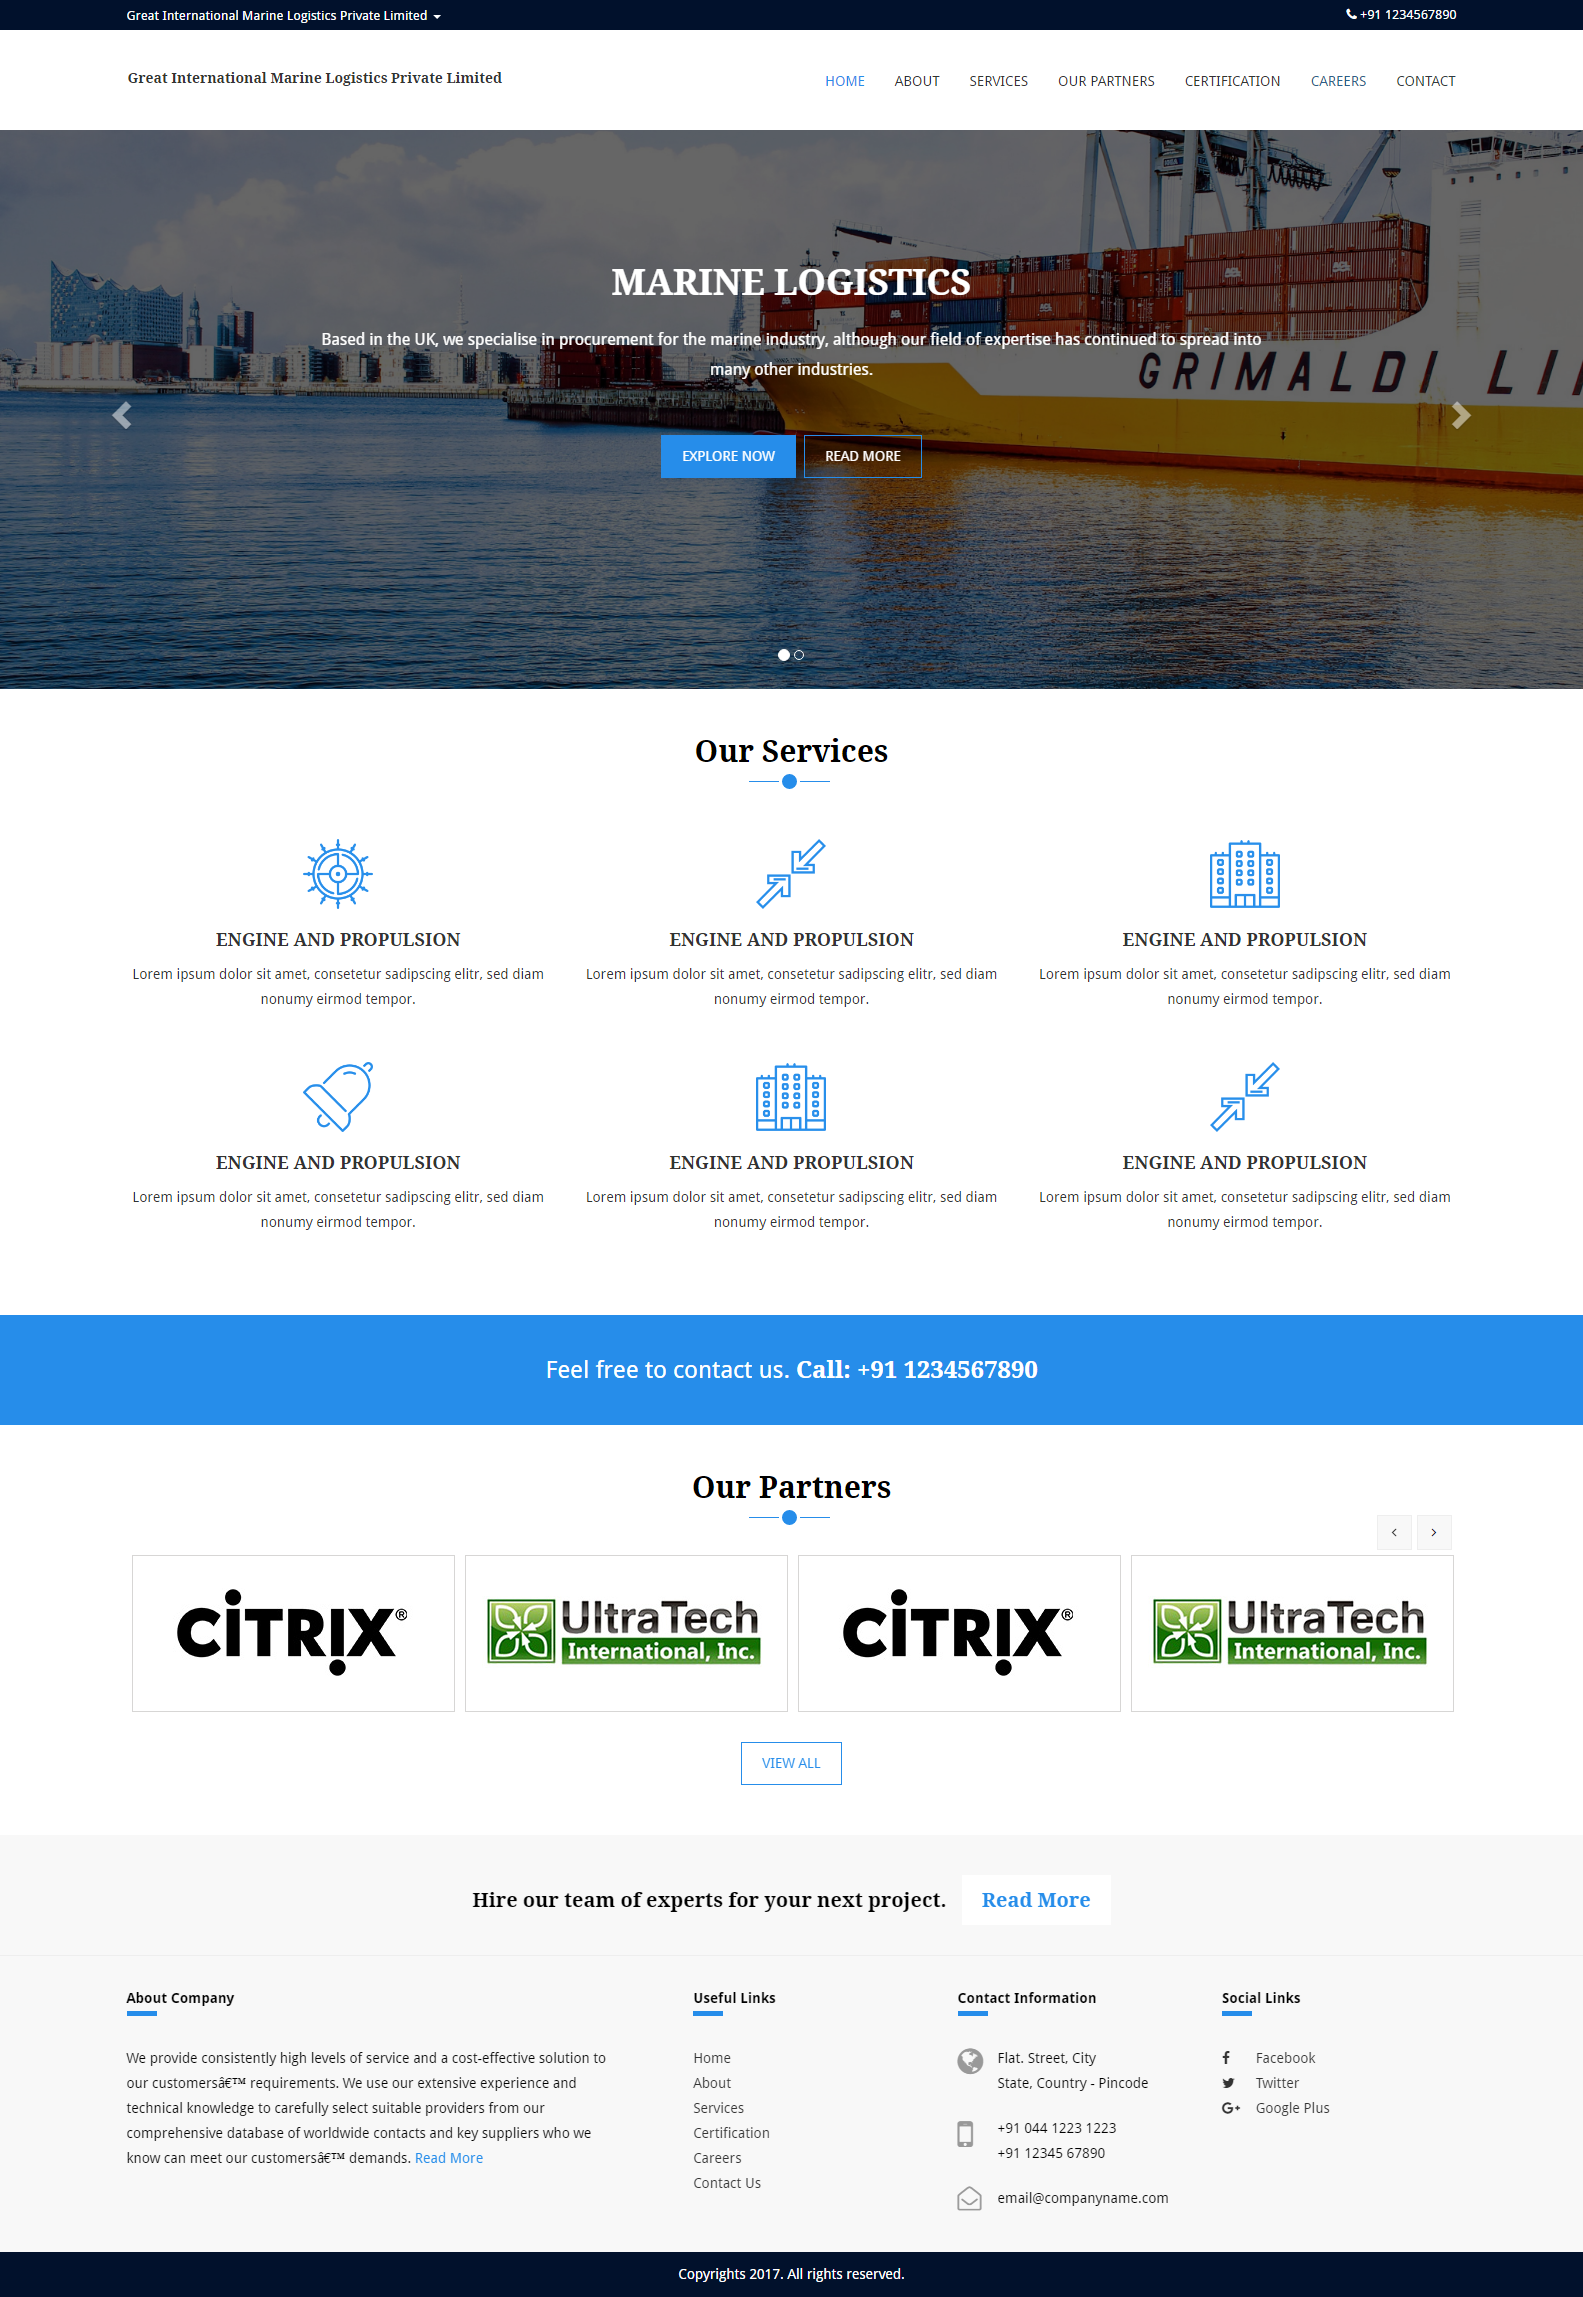 Great International Marine Logistics Private Limited
+91 1234567890
Great International Marine Logistics Private Limited
HOME ABOUT SERVICES OUR PARTNERS CERTIFICATION CAREERS CONTACT
MARINE LOGISTICS
Based in the UK, we specialise in procurement for the marine industry, although our field of expertise has continued to spread into
many other industries.
GRIMALDI LI
EXPLORE NOW READ MORE
Our Services
ENGINE AND PROPULSION
Lorem ipsum dolor sit amet, consetetur sadipscing elitr, sed diam
nonumy eirmod tempor.
ENGINE AND PROPULSION
Lorem ipsum dolor sit amet, consetetur sadipscing elitr, sed diam
nonumy eirmod tempor.
ENGINE AND PROPULSION
Lorem ipsum dolor sit amet, consetetur sadipscing elitr, sed diam
nonumy eirmod tempor.
ENGINE AND PROPULSION
Lorem ipsum dolor sit amet, consetetur sadipscing elitr, sed diam
nonumy eirmod tempor.
ENGINE AND PROPULSION
Lorem ipsum dolor sit amet, consetetur sadipscing elitr, sed diam
nonumy eirmod tempor.
ENGINE AND PROPULSION
Lorem ipsum dolor sit amet, consetetur sadipscing elitr, sed diam
nonumy eirmod tempor.
Feel free to contact us. Call: +91 1234567890
Our Partners
CiTRIX®
UltraTech
International, Inc.
CiTRIX®
UltraTech
International, Inc.
VIEW ALL
Hire our team of experts for your next project. Read More
About Company
We provide consistently high levels of service and a cost-effective solution to
our customersâ€™ requirements. We use our extensive experience and
technical knowledge to carefully select suitable providers from our
comprehensive database of worldwide contacts and key suppliers who we
know can meet our customersâ€™ demands. Read More
Useful Links
Home
About
Services
Certification
Careers
Contact Us
Contact Information
Flat. Street, City
State, Country - Pincode
+91 044 1223 1223
+91 12345 67890
email@companyname.com
Social Links
Facebook
Twitter
Google Plus
Copyrights 2017. All rights reserved.